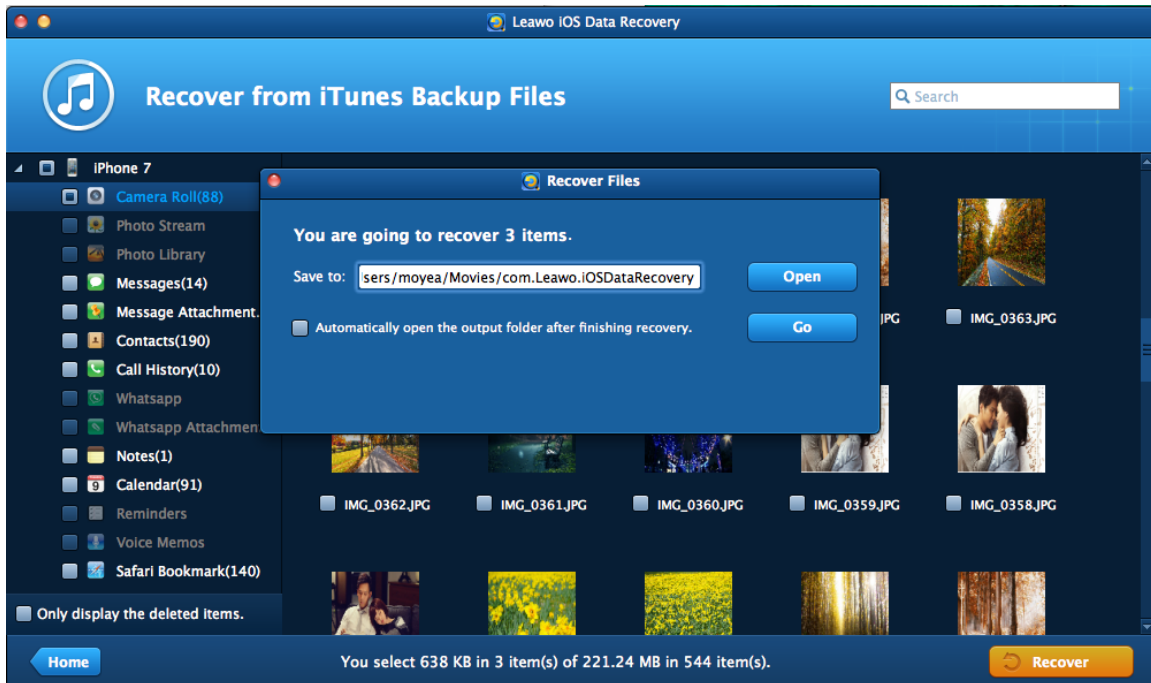 Leawo iOS Data Recovery
Recover from iTunes Backup Files
Search
iPhone 7
Camera Roll(88)
Photo Stream
Photo Library
Messages(14)
Message Attachment.
Contacts(190)
Call History(10)
Whatsapp
Whatsapp Attachmen
Notes(1)
9 Calendar(91)
Reminders
Voice Memos
Safari Bookmark(140)
Only display the deleted items.
Recover Files
You are going to recover 3 items.
Save to: sers/moyea/Movies/com.Leawo.iOSDataRecovery Open
Automatically open the output folder after finishing recovery. Go
JPG IMG_0363.JPG
IMG_0362.JPG IMG_0361.JPG IMG_0360.JPG IMG_0359.JPG IMG_0358.JPG
Home You select 638 KB in 3 item(s) of 221.24 MB in 544 item(s). Recover